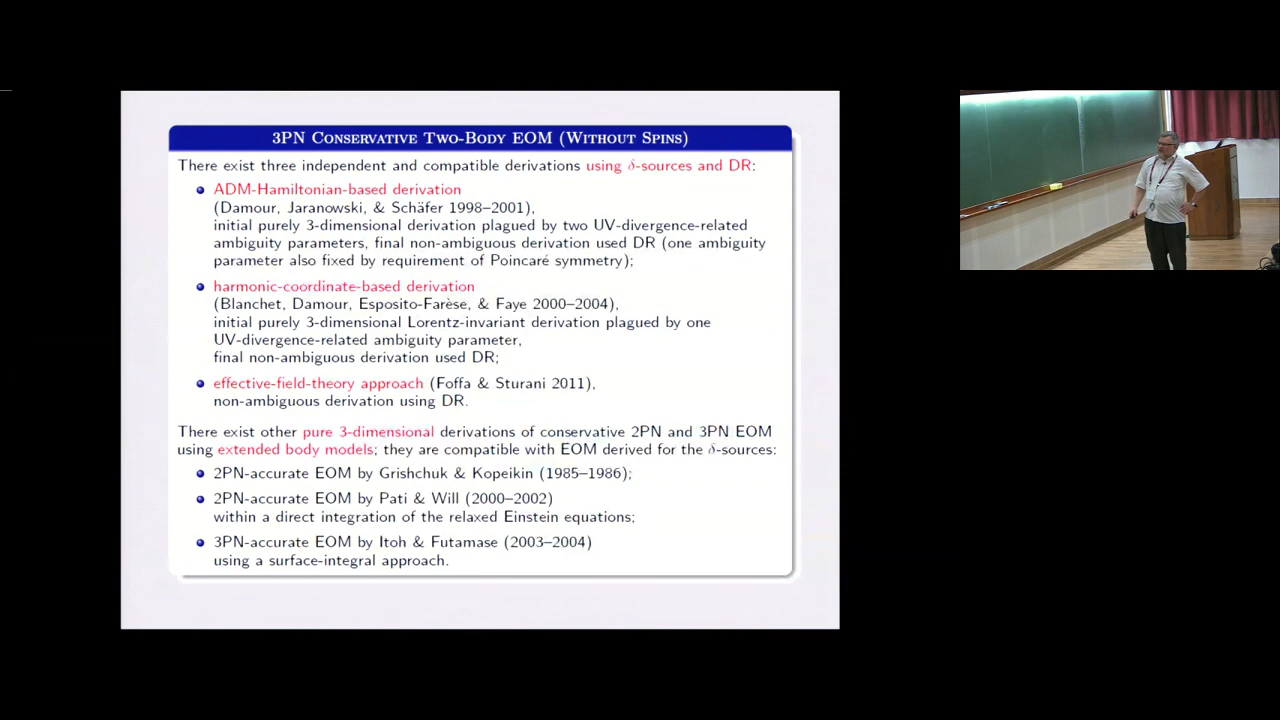 3PN Conservative Two-Body EOM (Without Spins)
There exist three independent and compatible derivations using δ-sources and DR:
ADM-Hamiltonian-based derivation
(Damour, Jaranowski, & Schäfer 1998–2001),
initial purely 3-dimensional derivation plagued by two UV-divergence-related
ambiguity parameters, final non-ambiguous derivation used DR (one ambiguity
parameter also fixed by requirement of Poincaré symmetry);
harmonic-coordinate-based derivation
(Blanchet, Damour, Esposito-Farèse, & Faye 2000–2004),
initial purely 3-dimensional Lorentz-invariant derivation plagued by one
UV-divergence-related ambiguity parameter,
final non-ambiguous derivation used DR;
effective-field-theory approach (Foffa & Sturani 2011),
non-ambiguous derivation using DR.
There exist other pure 3-dimensional derivations of conservative 2PN and 3PN EOM
using extended body models; they are compatible with EOM derived for the δ-sources:
2PN-accurate EOM by Grishchuk & Kopeikin (1985–1986);
2PN-accurate EOM by Pati & Will (2000–2002)
within a direct integration of the relaxed Einstein equations;
3PN-accurate EOM by Itoh & Futamase (2003–2004)
using a surface-integral approach.